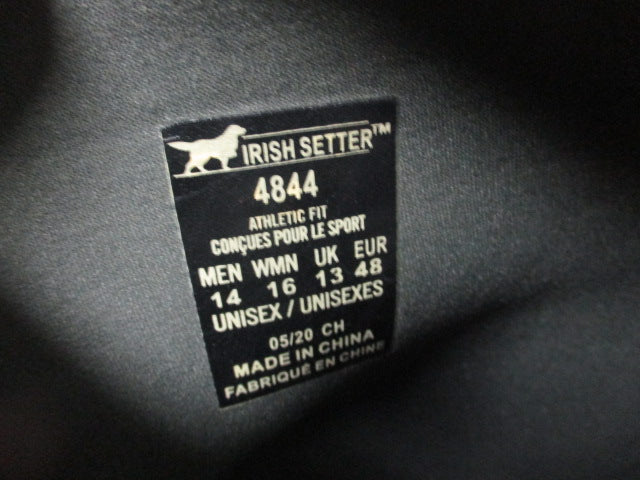 IRISH SETTER™
4844
ATHLETIC FIT
CONÇUES POUR LE SPORT
MEN WMN UK EUR
14 16 13 48
UNISEX / UNISEXES
05/20 CH
MADE IN CHINA
FABRIQUÉ EN CHINE